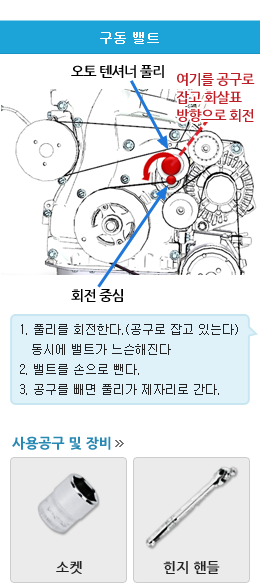 구동 밸트
오토 텐셔너 풀리
여기를 공구로
잡고 화살표
방향으로 회전
회전 중심
1. 풀리를 회전한다.(공구로 잡고 있는다)
동시에 밸트가 느슨해진다
2. 밸트를 손으로 뺀다.
3. 공구를 빼면 풀리가 제자리로 간다.
사용공구 및 장비 »
소켓
힌지 핸들